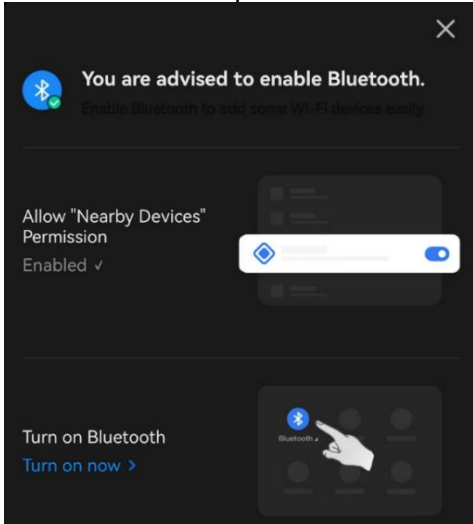 You are advised to enable Bluetooth.
Enable Bluetooth to add some Wi-Fi devices easily.
Allow "Nearby Devices"
Permission
Enabled ✓
Turn on Bluetooth
Turn on now >
Bluetooth